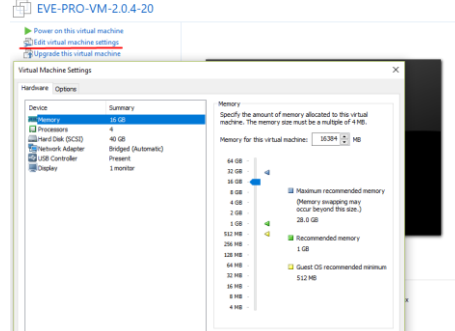 EVE-PRO-VM-2.0.4-20
Power on this virtual machine
Edit virtual machine settings
Upgrade this virtual machine
Virtual Machine Settings
Hardware Options
Device Summary
Memory 16 GB
Processors 4
Hard Disk (SCSI) 40 GB
Network Adapter Bridged (Automatic)
USB Controller Present
Display 1 monitor
Memory
Specify the amount of memory allocated to this virtual
machine. The memory size must be a multiple of 4 MB.
Memory for this virtual machine: 16384 MB
64 GB
32 GB
16 GB
8 GB
4 GB
2 GB
1 GB
512 MB
256 MB
128 MB
64 MB
32 MB
16 MB
8 MB
4 MB
Maximum recommended memory
(Memory swapping may
occur beyond this size.)
28.0 GB
Recommended memory
1 GB
Guest OS recommended minimum
512 MB